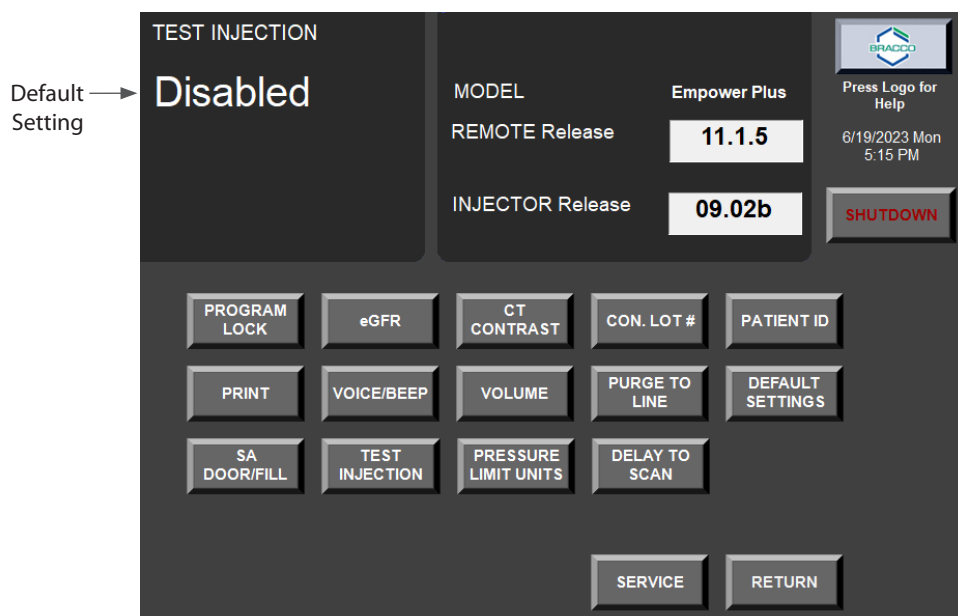 TEST INJECTION
Disabled
Default
Setting
MODEL
Empower Plus
REMOTE Release
11.1.5
INJECTOR Release
09.02b
BRACCO
Press Logo for
Help
6/19/2023 Mon
5:15 PM
SHUTDOWN
PROGRAM
LOCK
eGFR
CT
CONTRAST
CON. LOT #
PATIENT ID
PRINT
VOICE/BEEP
VOLUME
PURGE TO
LINE
DEFAULT
SETTINGS
SA
DOOR/FILL
TEST
INJECTION
PRESSURE
LIMIT UNITS
DELAY TO
SCAN
SERVICE
RETURN